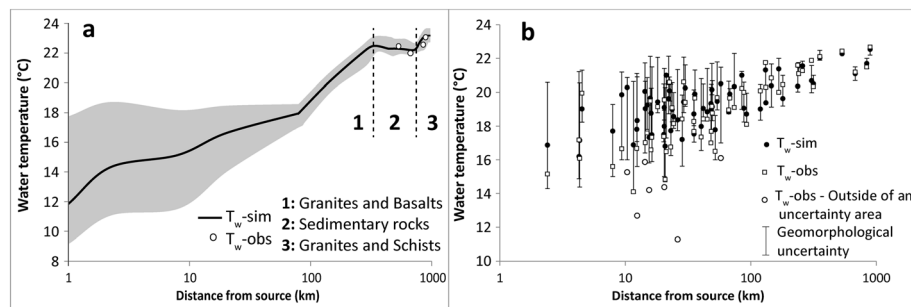 a
24
22
20
18
16
14
12
10
8
Water temperature (°C)
1 2 3
1: Granites and Basalts
2: Sedimentary rocks
3: Granites and Schists
Tw-sim
Tw-obs
1 10 100 1000
Distance from source (km)
b
24
22
20
18
16
14
12
10
Water temperature (°C)
Tw-sim
Tw-obs
Tw-obs - Outside of an
uncertainty area
Geomorphological
uncertainty
1 10 100 1000
Distance from source (km)